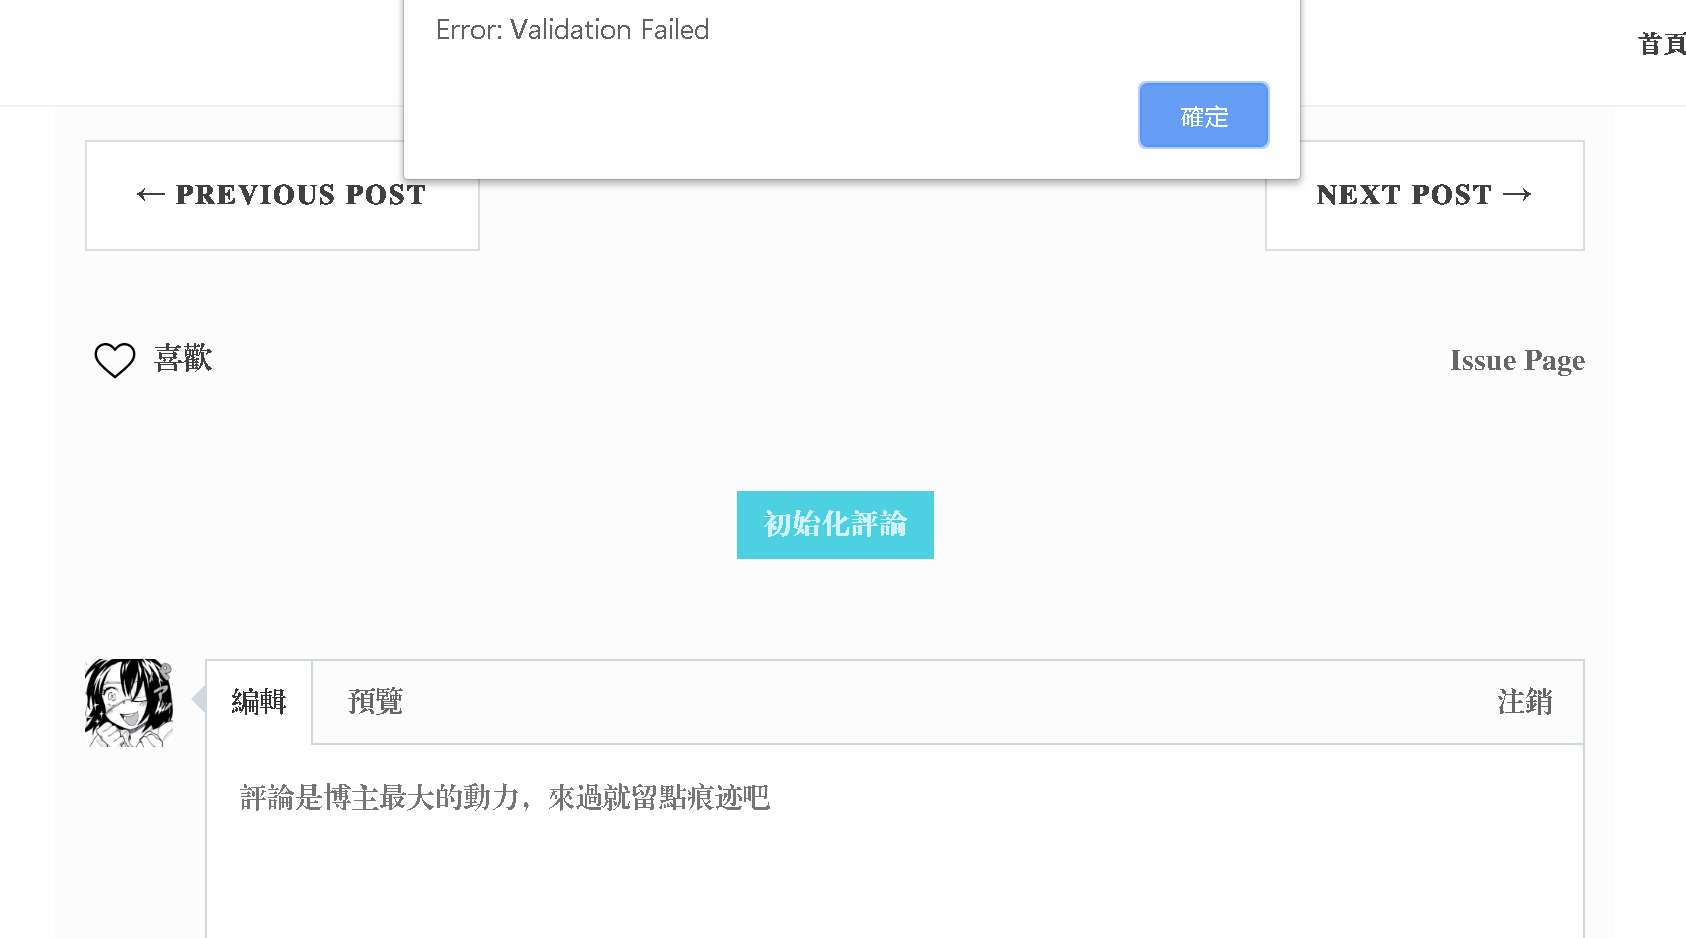 Error: Validation Failed
首頁
確定
← PREVIOUS POST
NEXT POST →
喜歡
Issue Page
初始化評論
編輯
預覽
注銷
評論是博主最大的動力，來過就留點痕迹吧